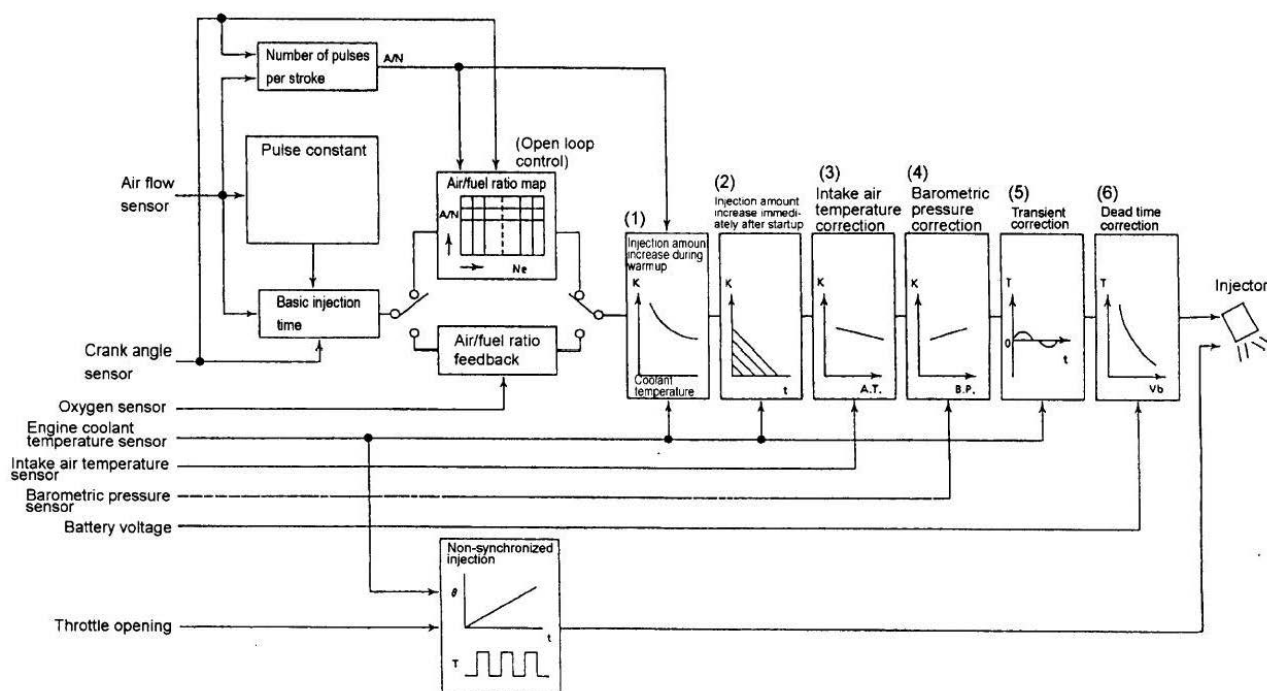 Number of pulses
per stroke
A/N
Pulse constant
(Open loop
control)
Air/fuel ratio map
A/N
Ne
Air flow
sensor
Basic injection
time
Air/fuel ratio
feedback
Crank angle
sensor
Oxygen sensor
Engine coolant
temperature sensor
Intake air temperature
sensor
Barometric pressure
sensor
Battery voltage
Throttle opening
(1)
Injection amoun
increase during
warmup
K
Coolant
temperature
(2)
Injection amount
increase immedi-
ately after startup
K
t
(3)
Intake air
temperature
correction
K
A.T.
(4)
Barometric
pressure
correction
K
B.P.
(5)
Transient
correction
T
0
t
(6)
Dead time
correction
T
Vb
Injector
Non-synchronized
injection
θ
t
T